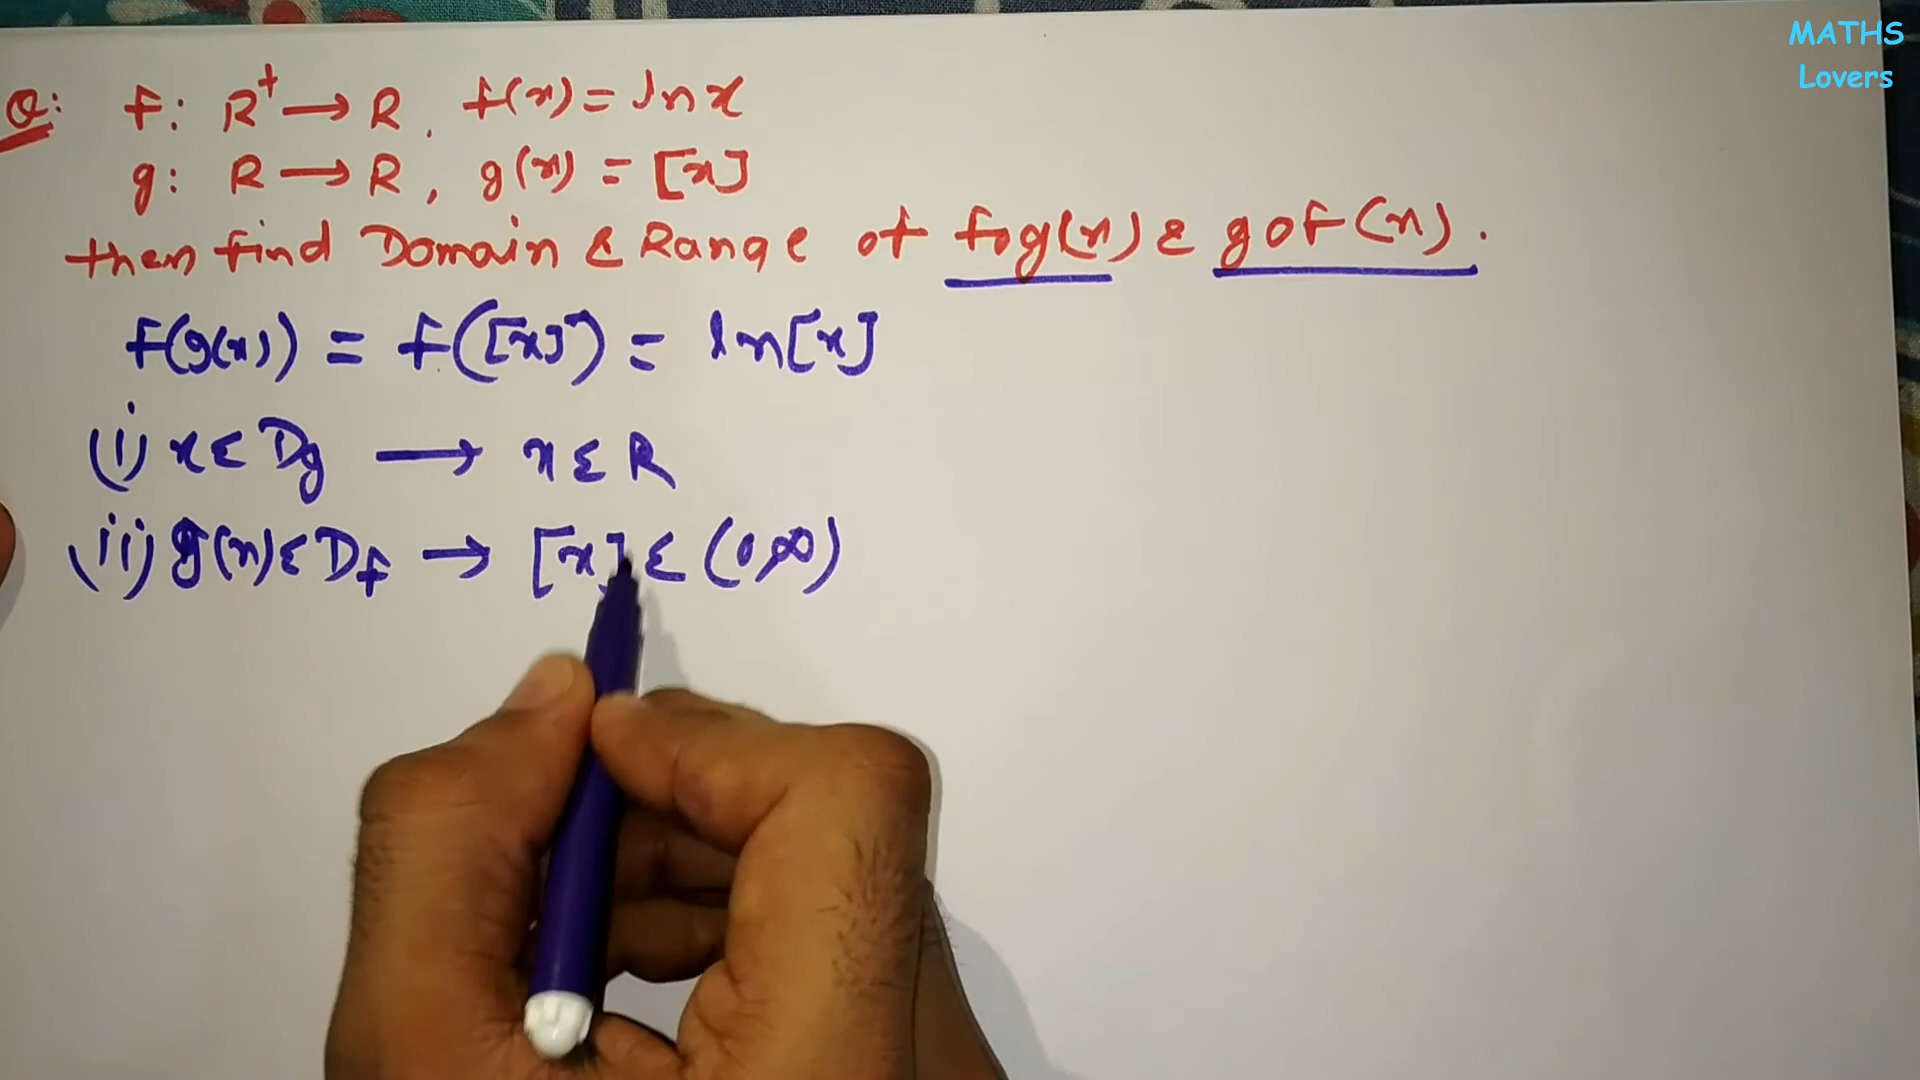 MATHS
Lovers
Q: f: R⁺ → R, f(x) = ln x
g: R → R, g(x) = [x]
then find Domain & Range of fog(x) & gof(x).
f(g(x)) = f([x]) = ln[x]
(i) x ∈ Dg → x ∈ R
(ii) g(x) ∈ Df → [x] ∈ (0, ∞)